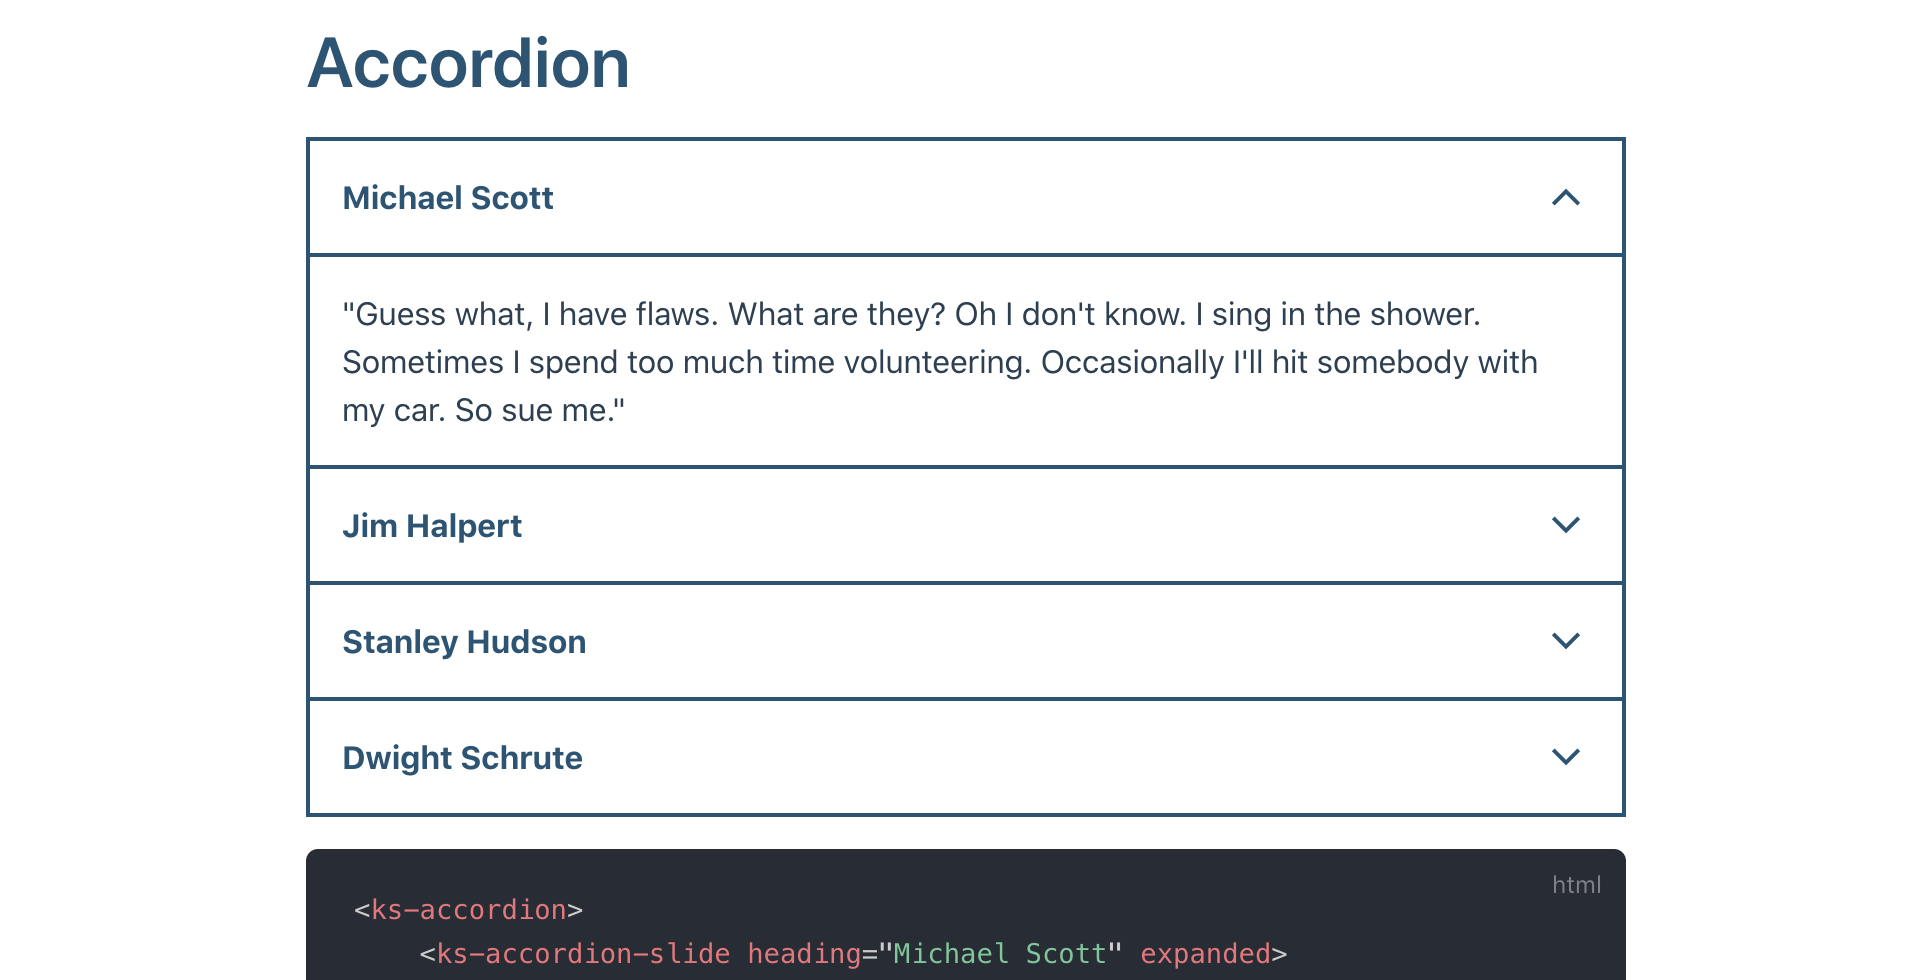 Accordion
Michael Scott
"Guess what, I have flaws. What are they? Oh I don't know. I sing in the shower.
Sometimes I spend too much time volunteering. Occasionally I'll hit somebody with
my car. So sue me."
Jim Halpert
Stanley Hudson
Dwight Schrute
html
<ks-accordion>
<ks-accordion-slide heading="Michael Scott" expanded>